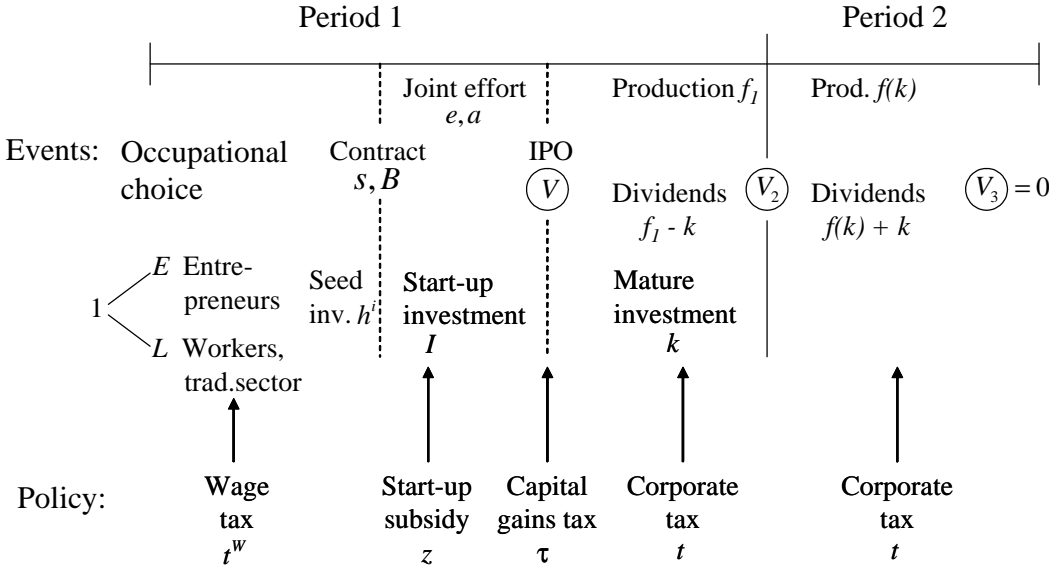 Period 1
Period 2
Joint effort
e, a
Production f1
Prod. f(k)
Events:
Occupational
choice
Contract
s, B
IPO
V
Dividends
f1 - k
V2
Dividends
f(k) + k
V3 = 0
1
E Entre-
preneurs
L Workers,
trad.sector
Seed
inv. h^i
Start-up
investment
I
Mature
investment
k
Policy:
Wage
tax
t^W
Start-up
subsidy
z
Capital
gains tax
τ
Corporate
tax
t
Corporate
tax
t